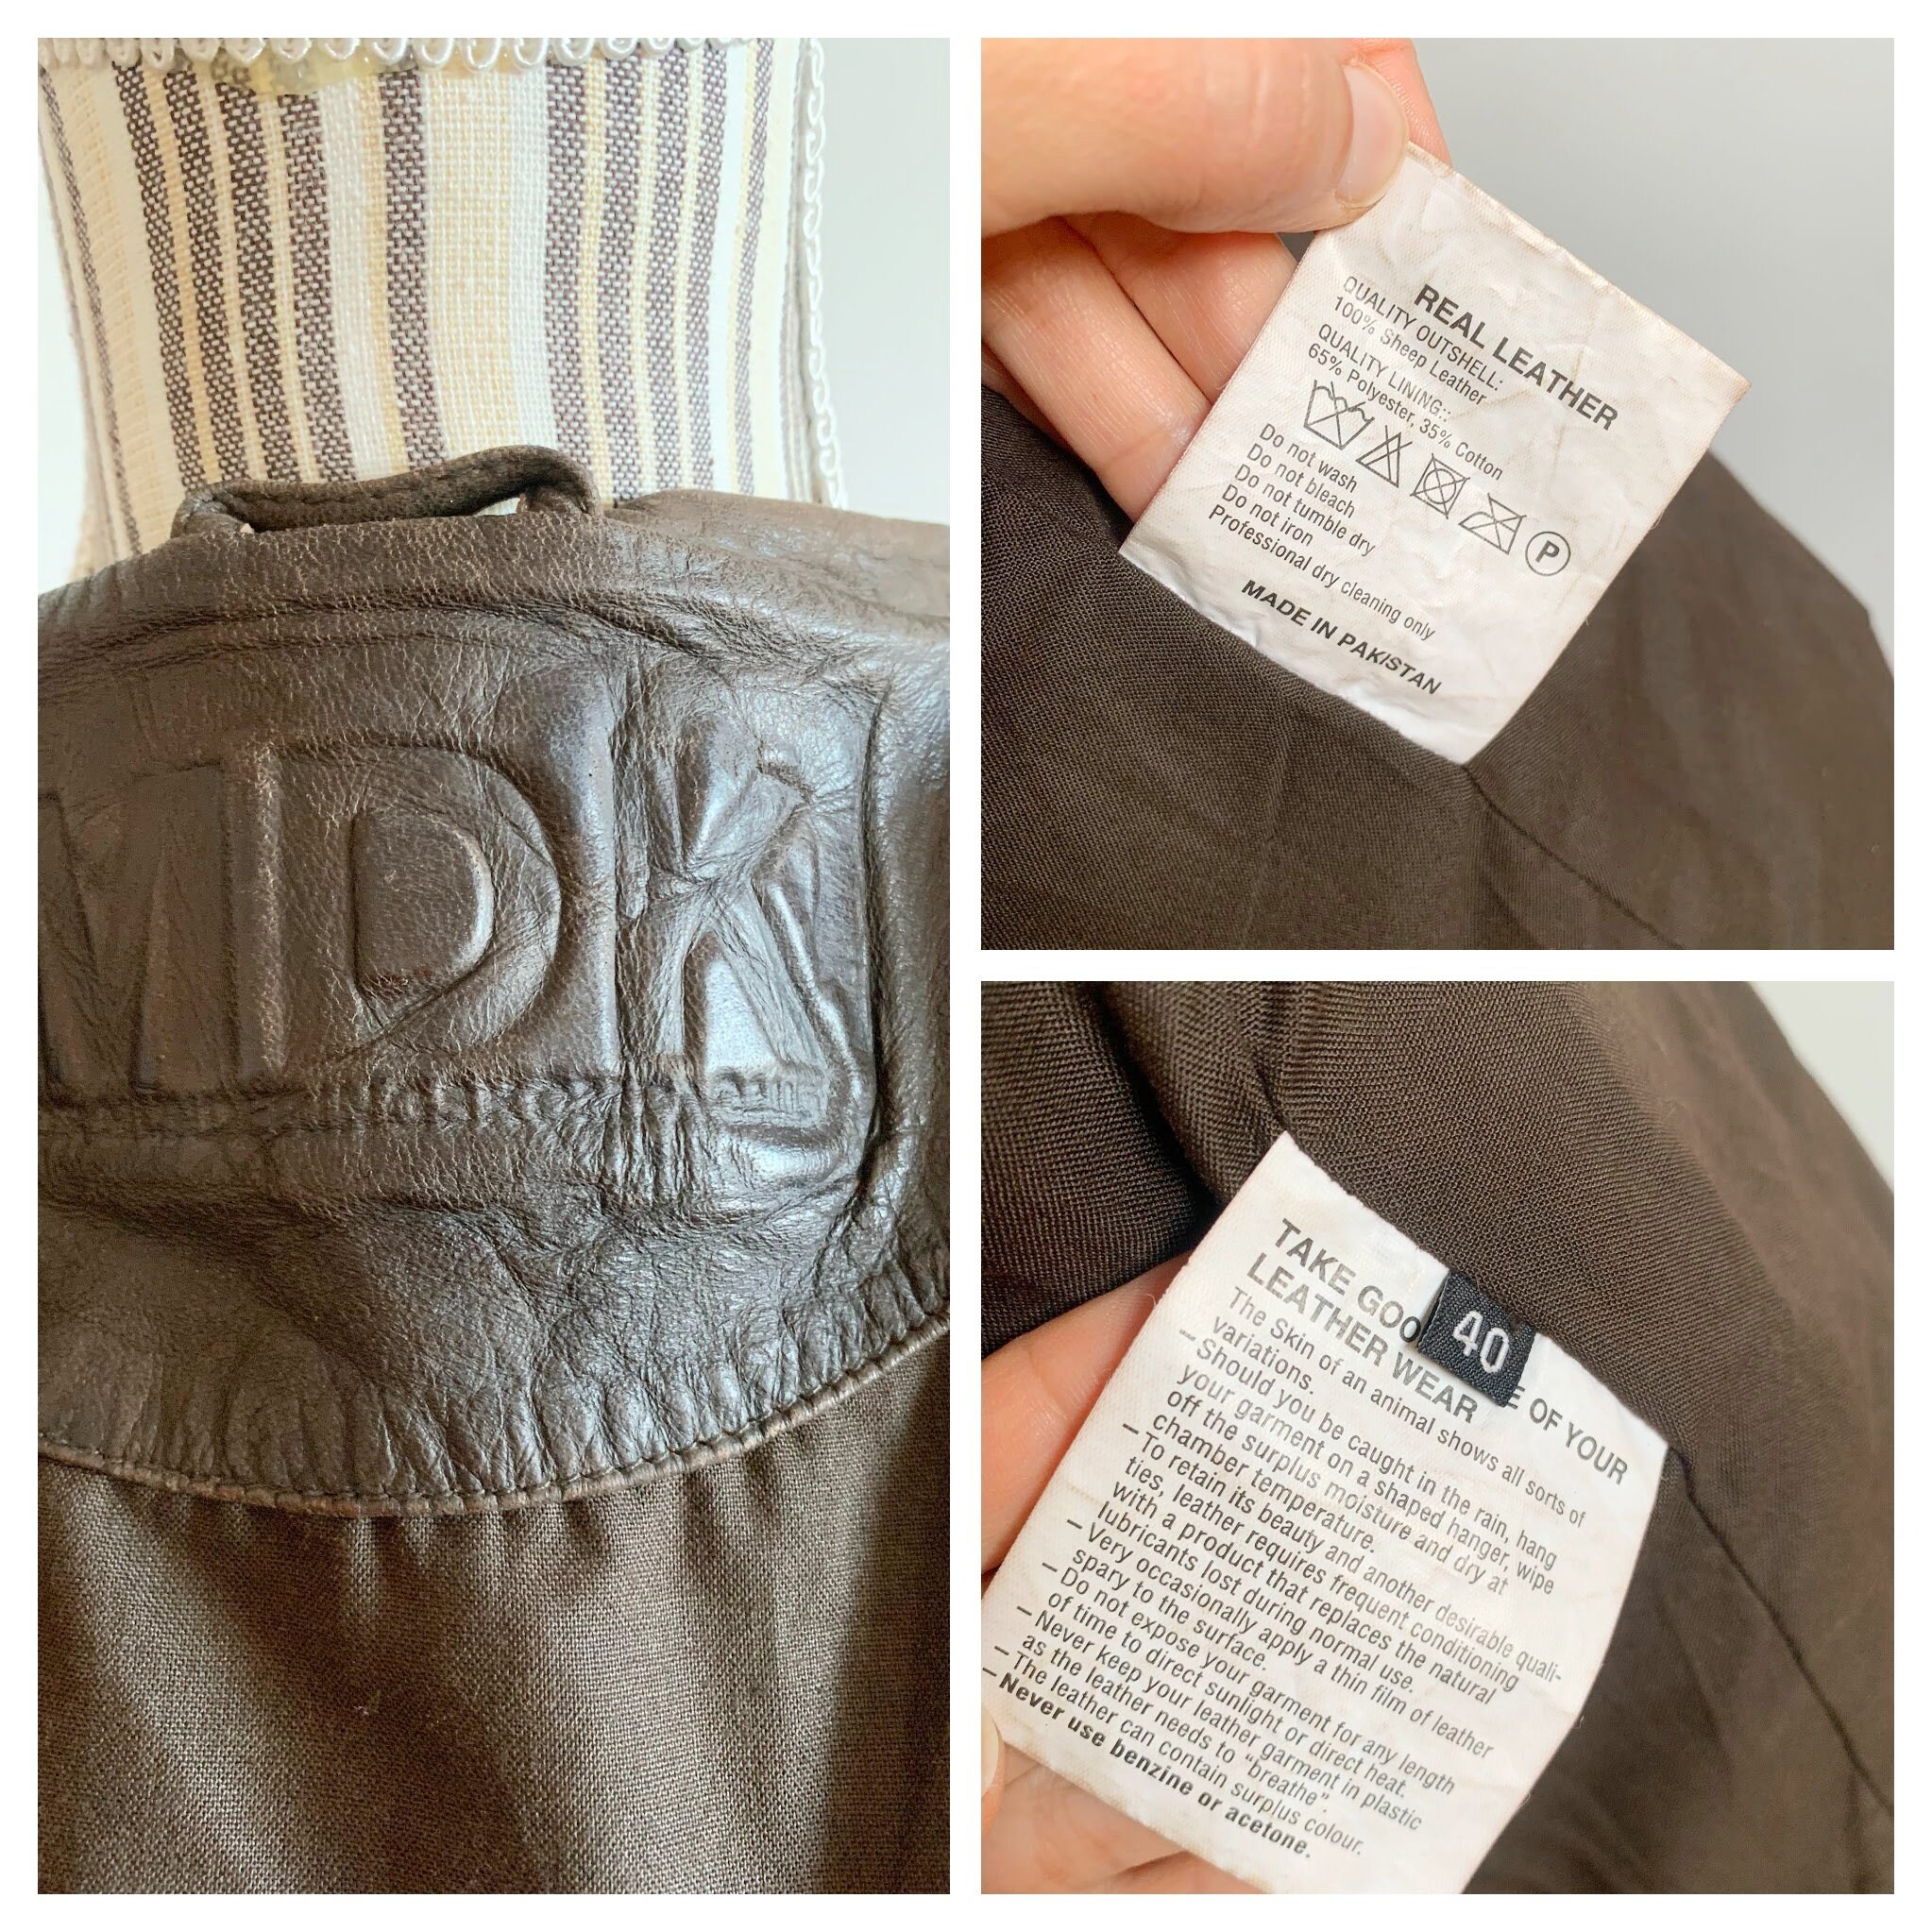 MDK
REAL LEATHER
QUALITY OUTSHELL:
100% Sheep Leather
QUALITY LINING::
65% Polyester, 35% Cotton
P
Do not wash
Do not bleach
Do not tumble dry
Do not iron
Professional dry cleaning only
MADE IN PAKISTAN
40
TAKE GOO E OF YOUR
LEATHER WEAR
The Skin of an animal shows all sorts of
variations.
– Should you be caught in the rain, hang
your garment on a shaped hanger, wipe
off the surplus moisture and dry at
chamber temperature.
– To retain its beauty and another desirable quali-
ties, leather requires frequent conditioning
with a product that replaces the natural
lubricants lost during normal use.
– Very occasionally apply a thin film of leather
spary to the surface.
– Do not expose your garment for any length
of time to direct sunlight or direct heat.
– Never keep your leather garment in plastic
as the leather needs to "breathe".
– The leather can contain surplus colour.
– Never use benzine or acetone.